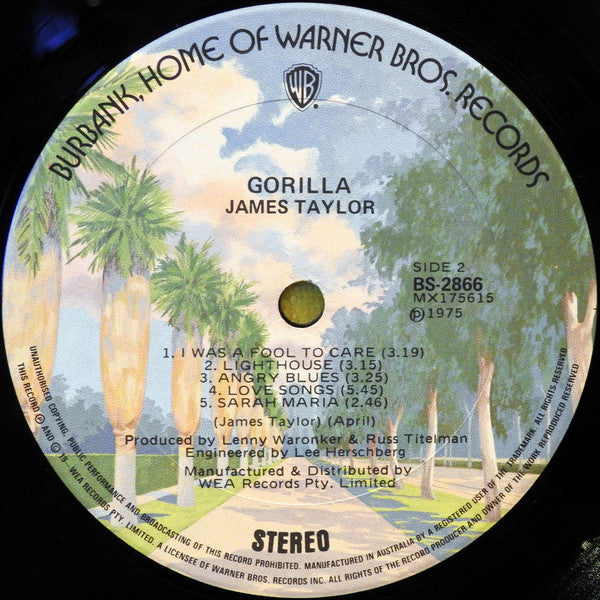 BURBANK, HOME OF WARNER BROS. RECORDS
WB
GORILLA
JAMES TAYLOR
SIDE 2
BS-2866
MX175615
Ⓟ1975
1. I WAS A FOOL TO CARE (3.19)
2. LIGHTHOUSE (3.15)
3. ANGRY BLUES (3.25)
4. LOVE SONGS (5.45)
5. SARAH MARIA (2.46)
(James Taylor) (April)
Produced by Lenny Waronker & Russ Titelman
Engineered by Lee Herschberg
Manufactured & Distributed by
WEA Records Pty. Limited
STEREO
UNAUTHORISED COPYING, PUBLIC PERFORMANCE AND BROADCASTING OF THIS RECORD PROHIBITED. MANUFACTURED IN AUSTRALIA BY A REGISTERED USER OF THE TRADEMARK. ALL RIGHTS RESERVED
THIS RECORD Ⓟ AND © 19 - WEA RECORDS PTY. LIMITED. A LICENSEE OF WARNER BROS. RECORDS INC. ALL RIGHTS OF THE RECORD PRODUCER AND OWNER OF THE WORK REPRODUCED RESERVED